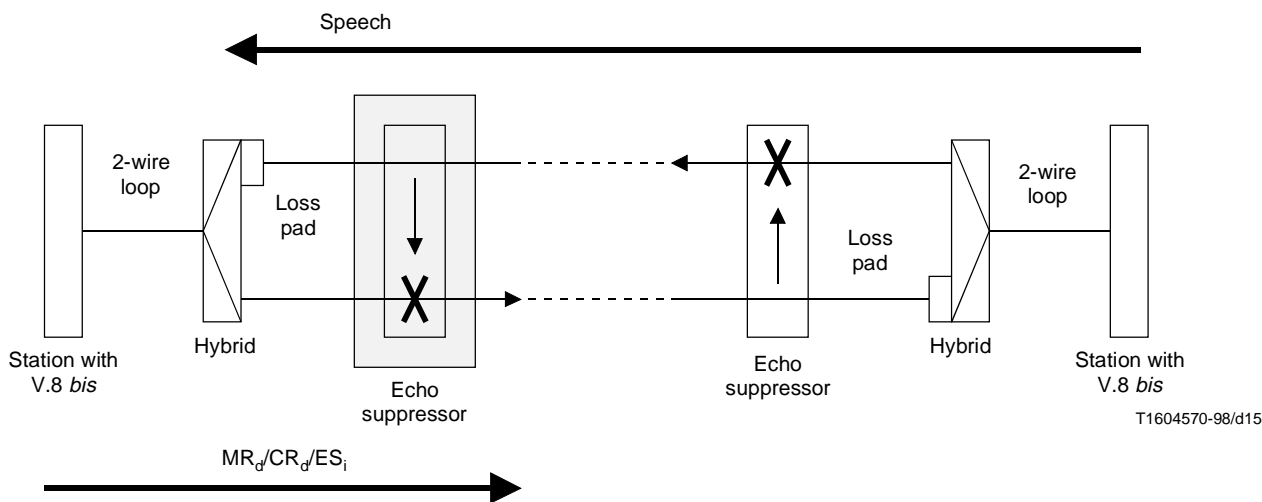 Speech
2-wire
loop
Loss
pad
2-wire
loop
Loss
pad
Hybrid
Station with
V.8 bis
Echo
suppressor
Echo
suppressor
Hybrid
Station with
V.8 bis
T1604570-98/d15
MRd/CRd/ESi